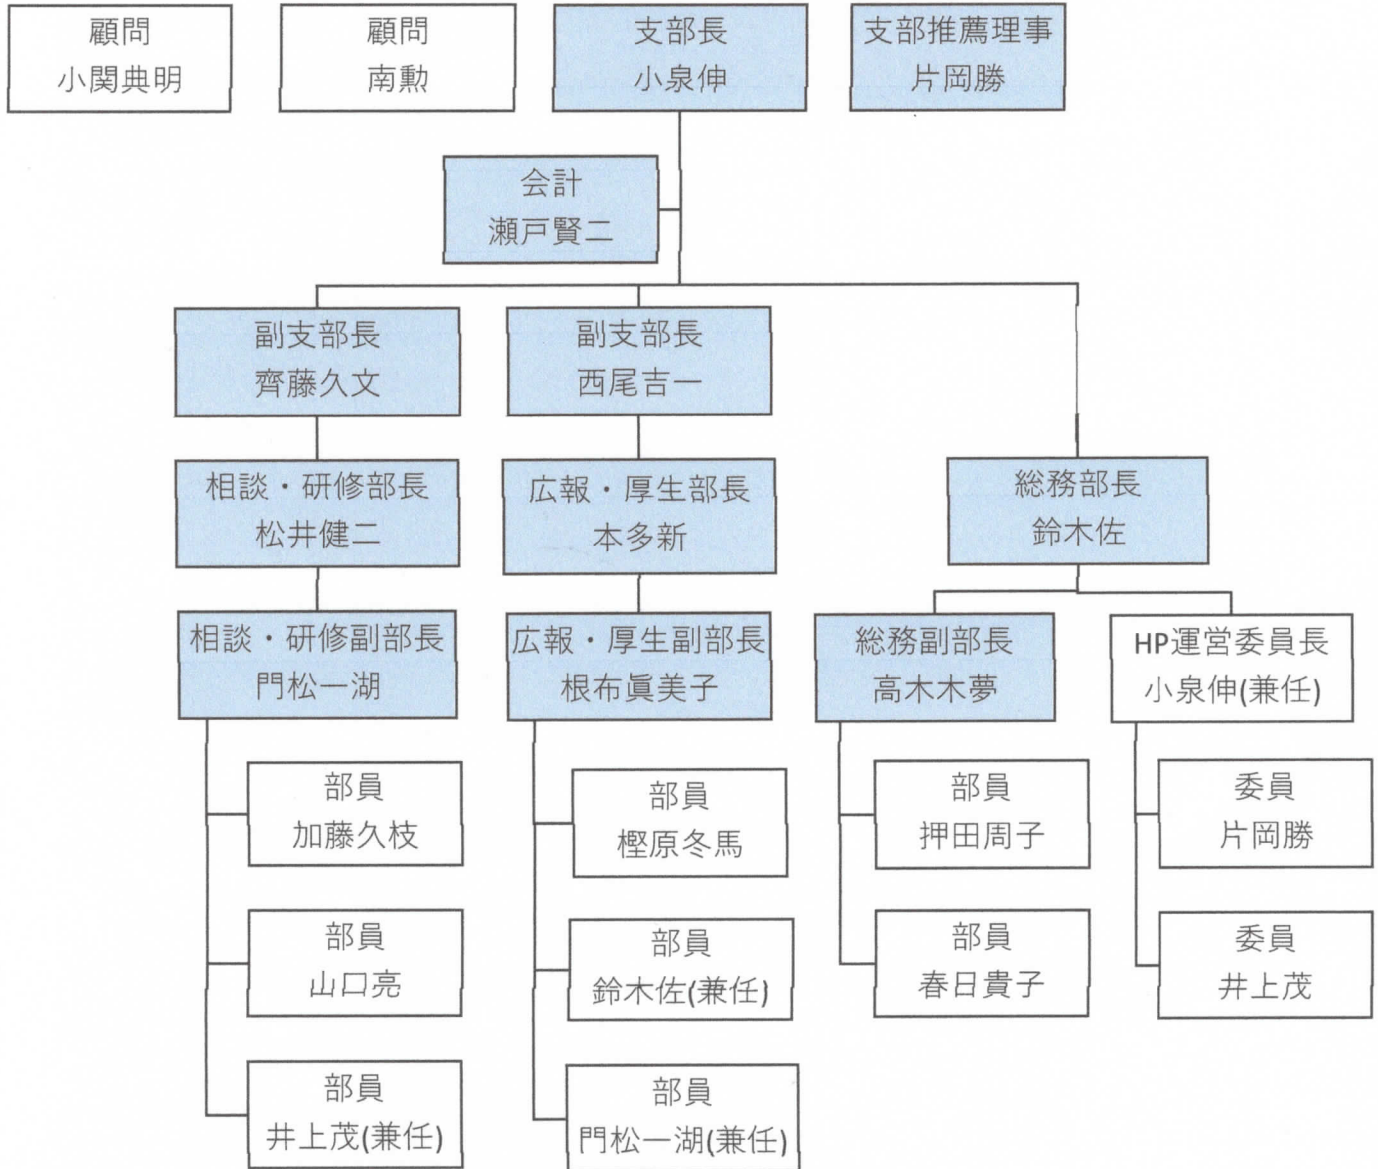 顧問
小関典明
顧問
南勲
支部長
小泉伸
支部推薦理事
片岡勝
会計
瀬戸賢二
副支部長
齊藤久文
副支部長
西尾吉一
相談・研修部長
松井健二
広報・厚生部長
本多新
総務部長
鈴木佐
相談・研修副部長
門松一湖
広報・厚生副部長
根布眞美子
総務副部長
高木木夢
HP運営委員長
小泉伸(兼任)
部員
加藤久枝
部員
樫原冬馬
部員
押田周子
委員
片岡勝
部員
山口亮
部員
鈴木佐(兼任)
部員
春日貴子
委員
井上茂
部員
井上茂(兼任)
部員
門松一湖(兼任)